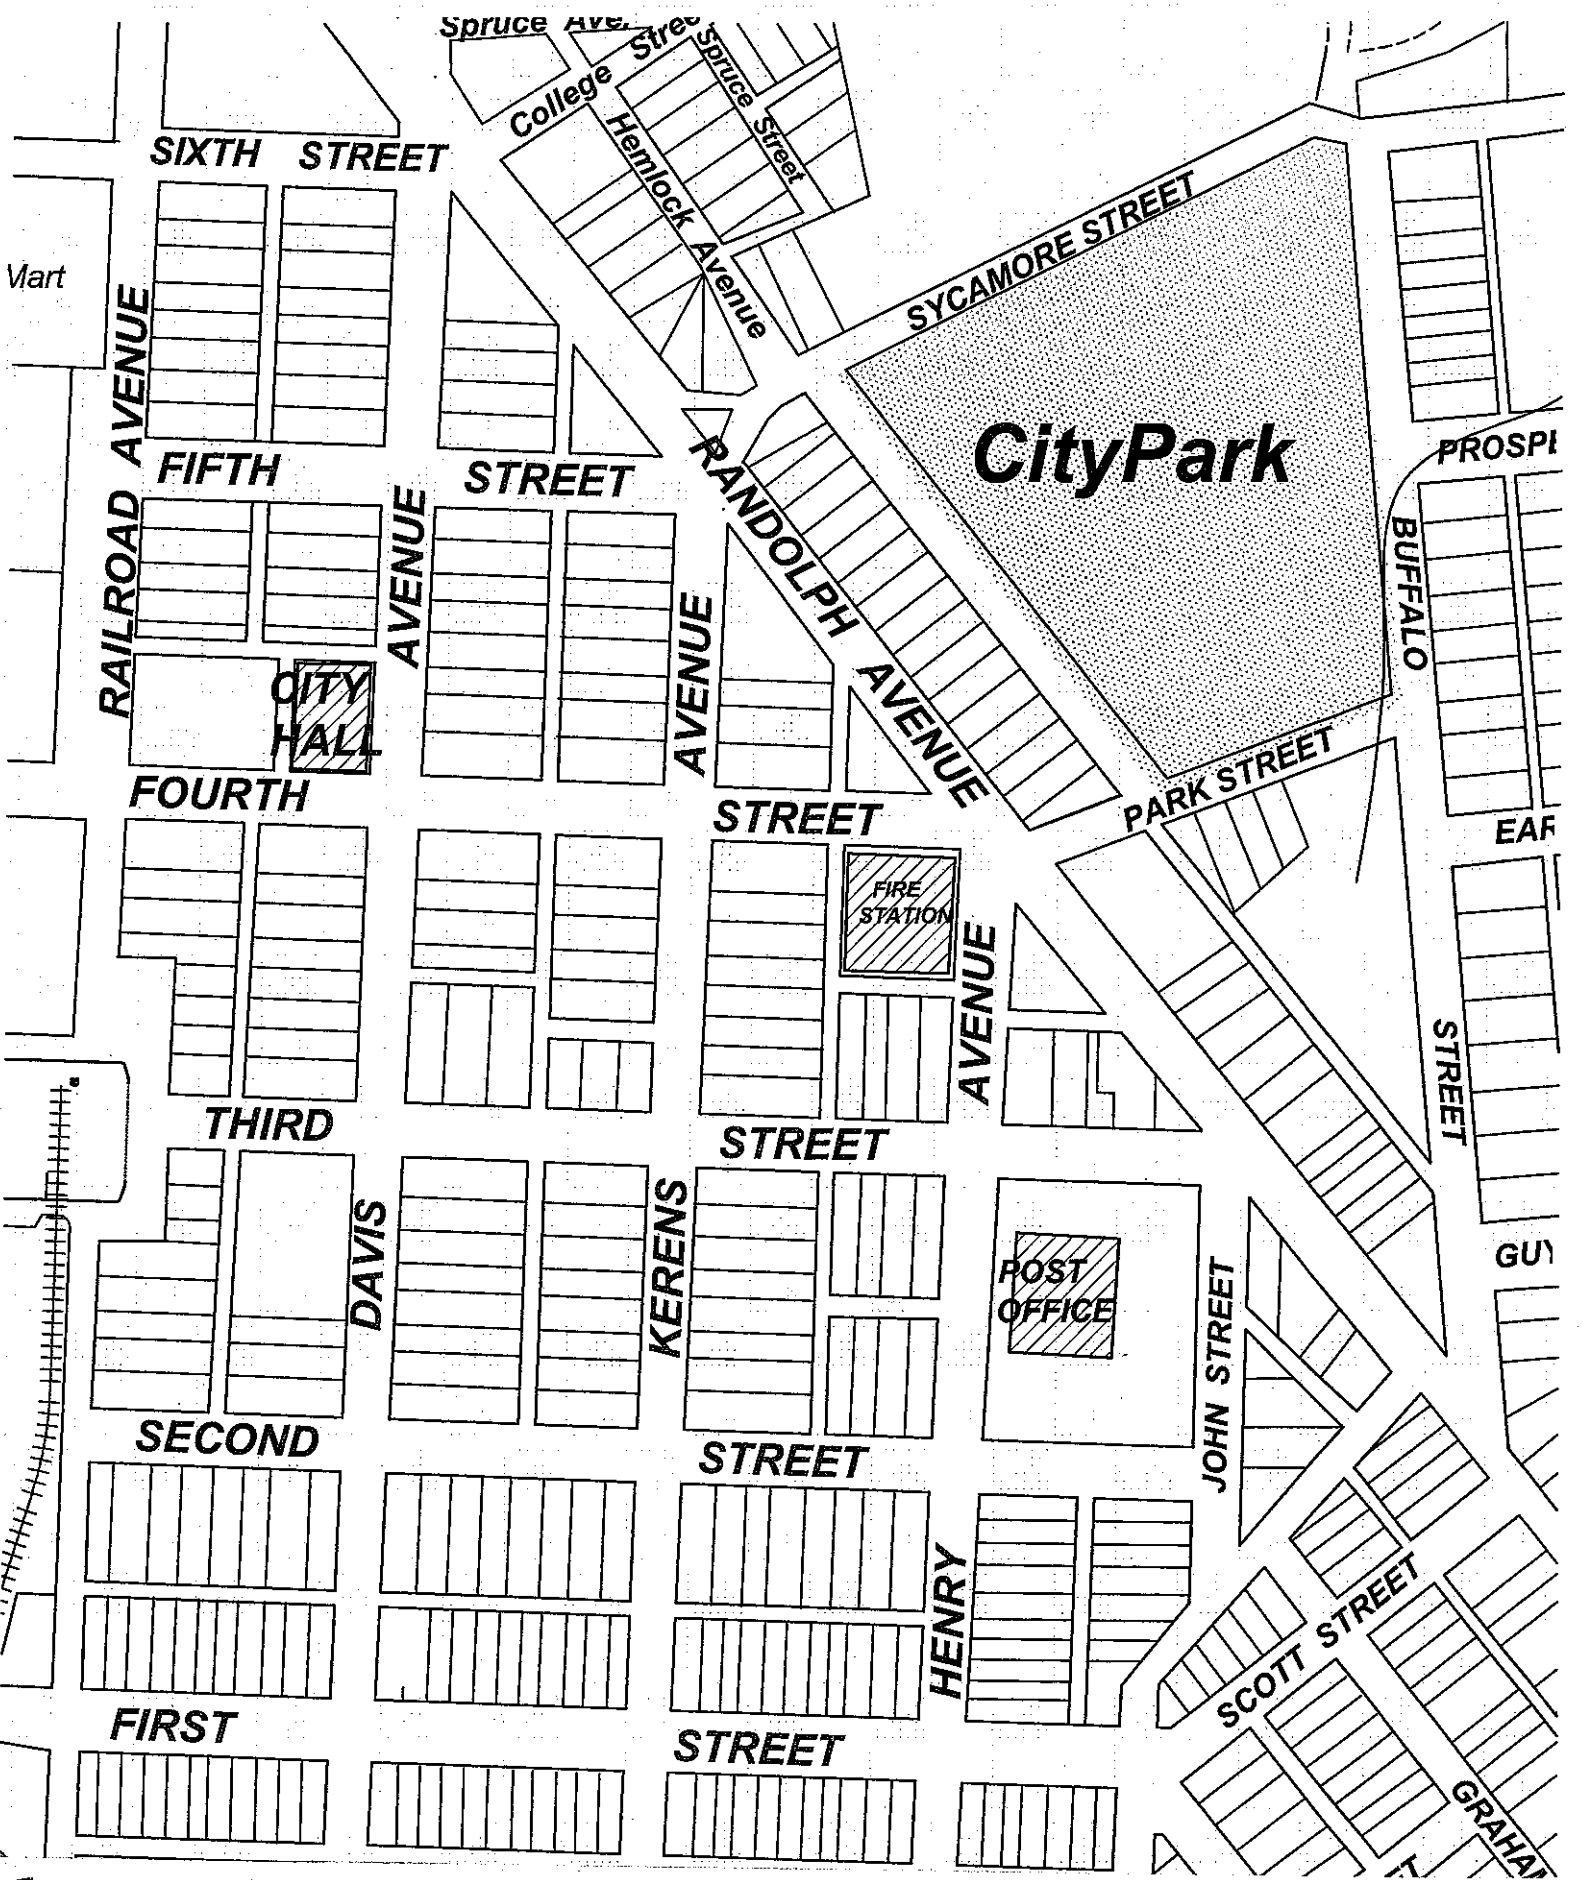 Spruce Ave.
College Street
Spruce Street
Hemlock Avenue
SIXTH STREET
SYCAMORE STREET
Mart
RAILROAD AVENUE
CityPark
FIFTH STREET
RANDOLPH AVENUE
PROSPE
BUFFALO STREET
AVENUE
AVENUE
CITY
HALL
PARK STREET
FOURTH STREET
EAR
FIRE
STATION
AVENUE
THIRD STREET
DAVIS
KERENS
POST
OFFICE
JOHN STREET
GUY
SECOND STREET
HENRY
SCOTT STREET
FIRST STREET
GRAHAM